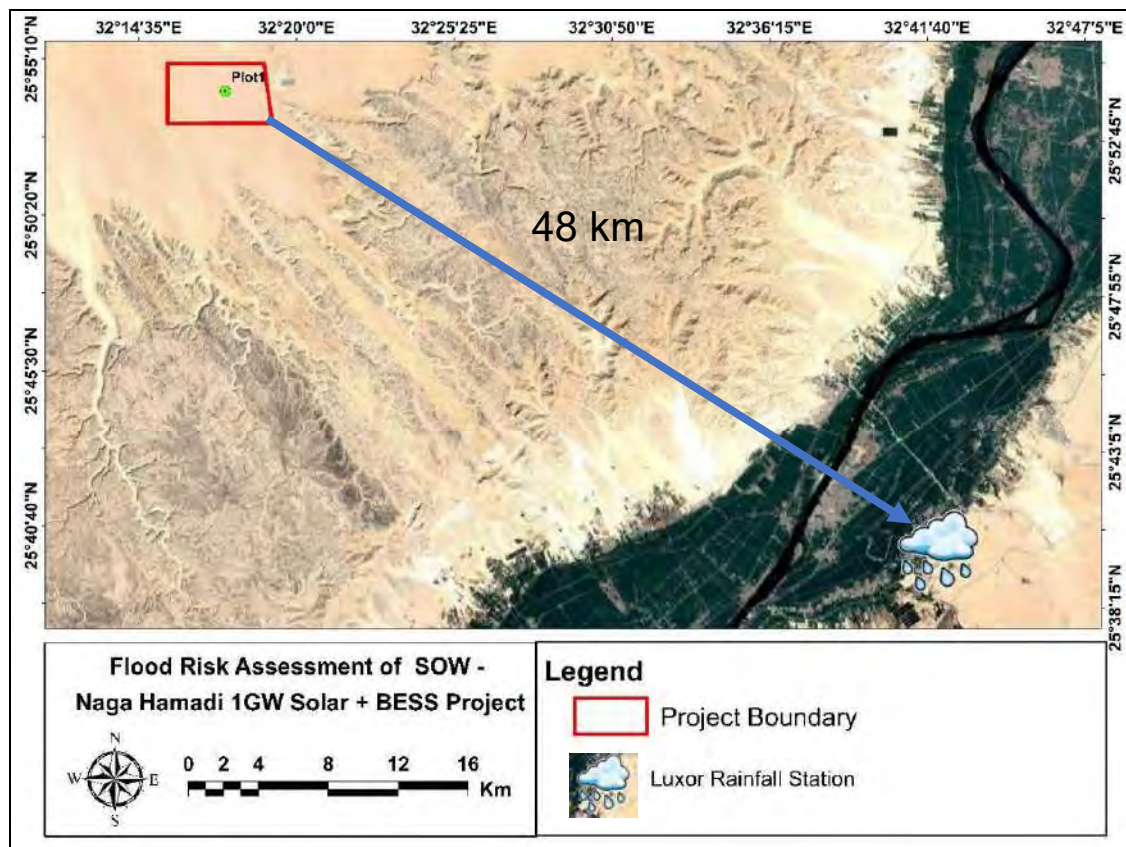 32°14'35"E 32°20'0"E 32°25'25"E 32°30'50"E 32°36'15"E 32°41'40"E 32°47'5"E
25°55'10"N
25°50'20"N
25°45'30"N
25°40'40"N
Plot1
48 km
25°52'45"N
25°47'55"N
25°43'5"N
25°38'15"N
Flood Risk Assessment of SOW -
Naga Hamadi 1GW Solar + BESS Project
N
W E
S
0 2 4 8 12 16
Km
Legend
Project Boundary
Luxor Rainfall Station